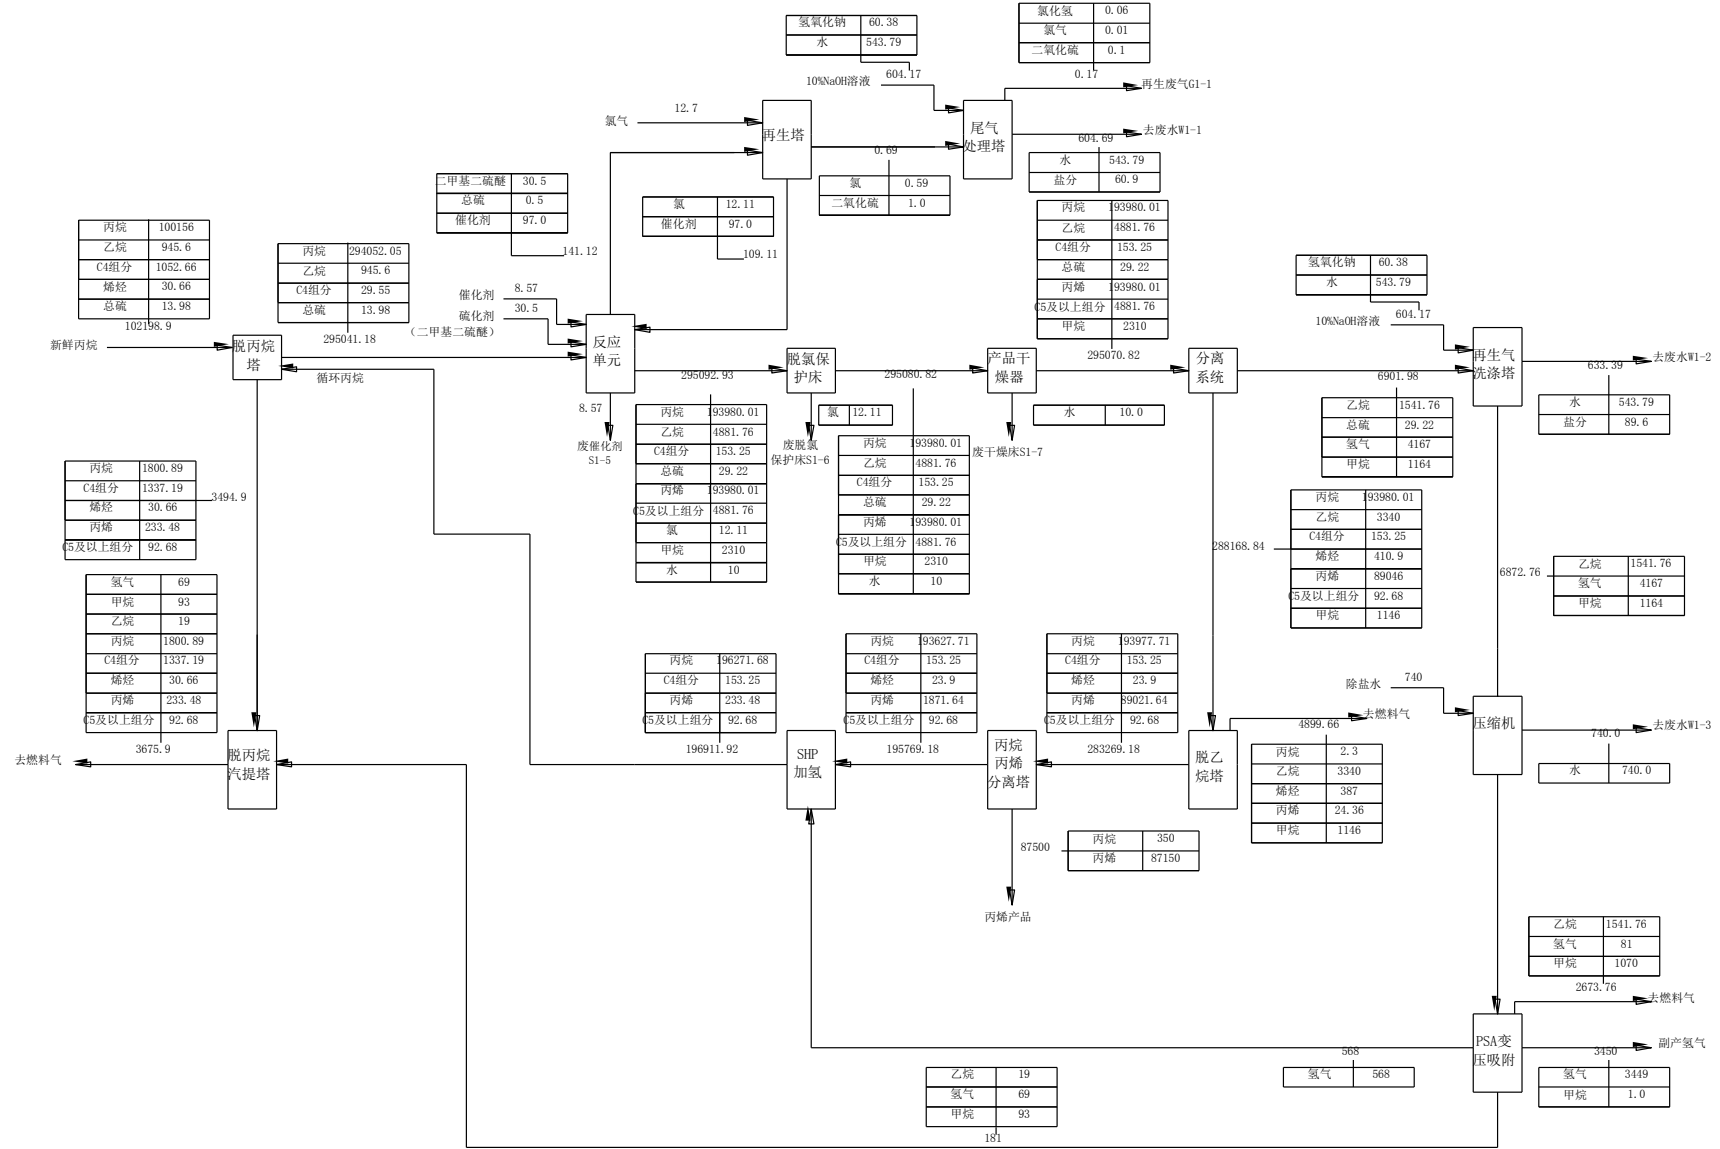 氢氧化钠 60.38
水 543.79
604.17
10%NaOH溶液
氯化氢 0.06
氯气 0.01
二氧化硫 0.1
0.17
再生废气G1-1
氯气
12.7
再生塔
尾气
处理塔
去废水W1-1
604.69
水 543.79
盐分 60.9
0.69
氯 0.59
二氧化硫 1.0
二甲基二硫醚 30.5
总硫 0.5
催化剂 97.0
141.12
氯 12.11
催化剂 97.0
109.11
丙烷 100156
乙烷 945.6
C4组分 1052.66
烯烃 30.66
总硫 13.98
102198.9
新鲜丙烷
丙烷 294052.05
乙烷 945.6
C4组分 29.55
总硫 13.98
295041.18
脱丙烷
塔
循环丙烷
催化剂
8.57
硫化剂
30.5
（二甲基二硫醚）
反应
单元
8.57
废催化剂
S1-5
295092.93
丙烷 193980.01
乙烷 4881.76
C4组分 153.25
总硫 29.22
丙烯 193980.01
C5及以上组分 4881.76
氯 12.11
甲烷 2310
水 10
脱氯保
护床
氯 12.11
废脱氯
保护床S1-6
295080.82
丙烷 193980.01
乙烷 4881.76
C4组分 153.25
总硫 29.22
丙烯 193980.01
C5及以上组分 4881.76
甲烷 2310
水 10
产品干
燥器
水 10.0
废干燥床S1-7
丙烷 193980.01
乙烷 4881.76
C4组分 153.25
总硫 29.22
丙烯 193980.01
C5及以上组分 4881.76
甲烷 2310
295070.82
分离
系统
氢氧化钠 60.38
水 543.79
604.17
10%NaOH溶液
再生气
洗涤塔
去废水W1-2
633.39
水 543.79
盐分 89.6
6901.98
乙烷 1541.76
总硫 29.22
氢气 4167
甲烷 1164
288168.84
丙烷 193980.01
乙烷 3340
C4组分 153.25
烯烃 410.9
丙烯 89046
C5及以上组分 92.68
甲烷 1146
6872.76
乙烷 1541.76
氢气 4167
甲烷 1164
丙烷 1800.89
C4组分 1337.19
烯烃 30.66
丙烯 233.48
C5及以上组分 92.68
3494.9
氢气 69
甲烷 93
乙烷 19
丙烷 1800.89
C4组分 1337.19
烯烃 30.66
丙烯 233.48
C5及以上组分 92.68
3675.9
去燃料气
脱丙烷
汽提塔
丙烷 196271.68
C4组分 153.25
丙烯 233.48
C5及以上组分 92.68
196911.92
SHP
加氢
丙烷 193627.71
C4组分 153.25
烯烃 23.9
丙烯 1871.64
C5及以上组分 92.68
195769.18
丙烷
丙烯
分离塔
丙烷 193977.71
C4组分 153.25
烯烃 23.9
丙烯 89021.64
C5及以上组分 92.68
283269.18
脱乙
烷塔
去燃料气
4899.66
丙烷 2.3
乙烷 3340
烯烃 387
丙烯 24.36
甲烷 1146
87500
丙烷 350
丙烯 87150
丙烯产品
除盐水
740
压缩机
去废水W1-3
740.0
水 740.0
乙烷 1541.76
氢气 81
甲烷 1070
2673.76
去燃料气
PSA变
压吸附
副产氢气
3450
氢气 3449
甲烷 1.0
568
氢气 568
乙烷 19
氢气 69
甲烷 93
181